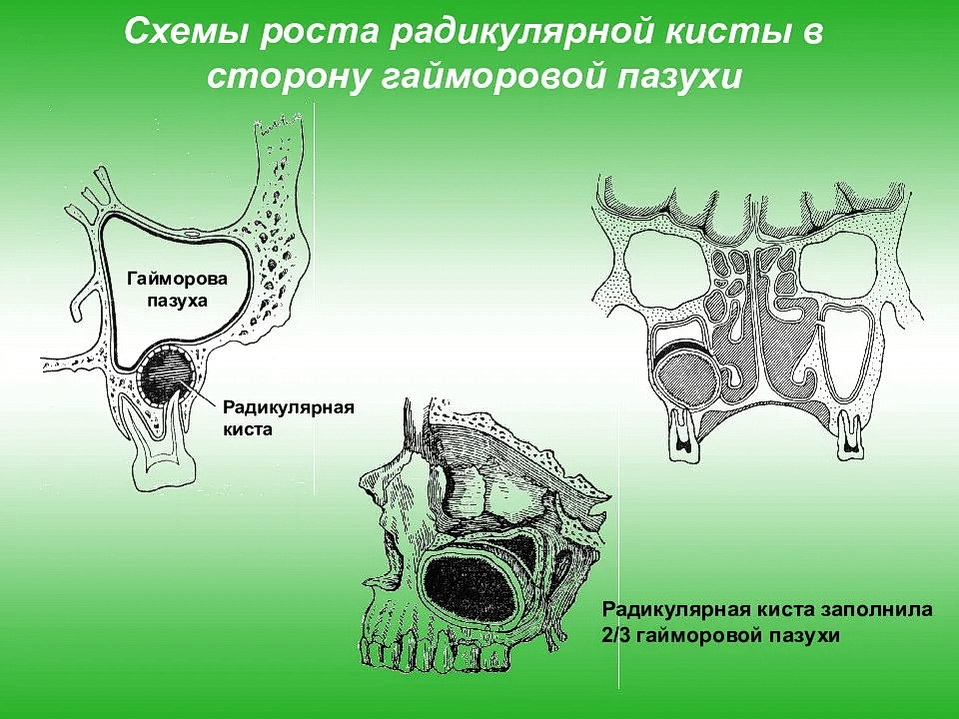 Схемы роста радикулярной кисты в
сторону гайморовой пазухи
Гайморова
пазуха
Радикулярная
киста
Радикулярная киста заполнила
2/3 гайморовой пазухи